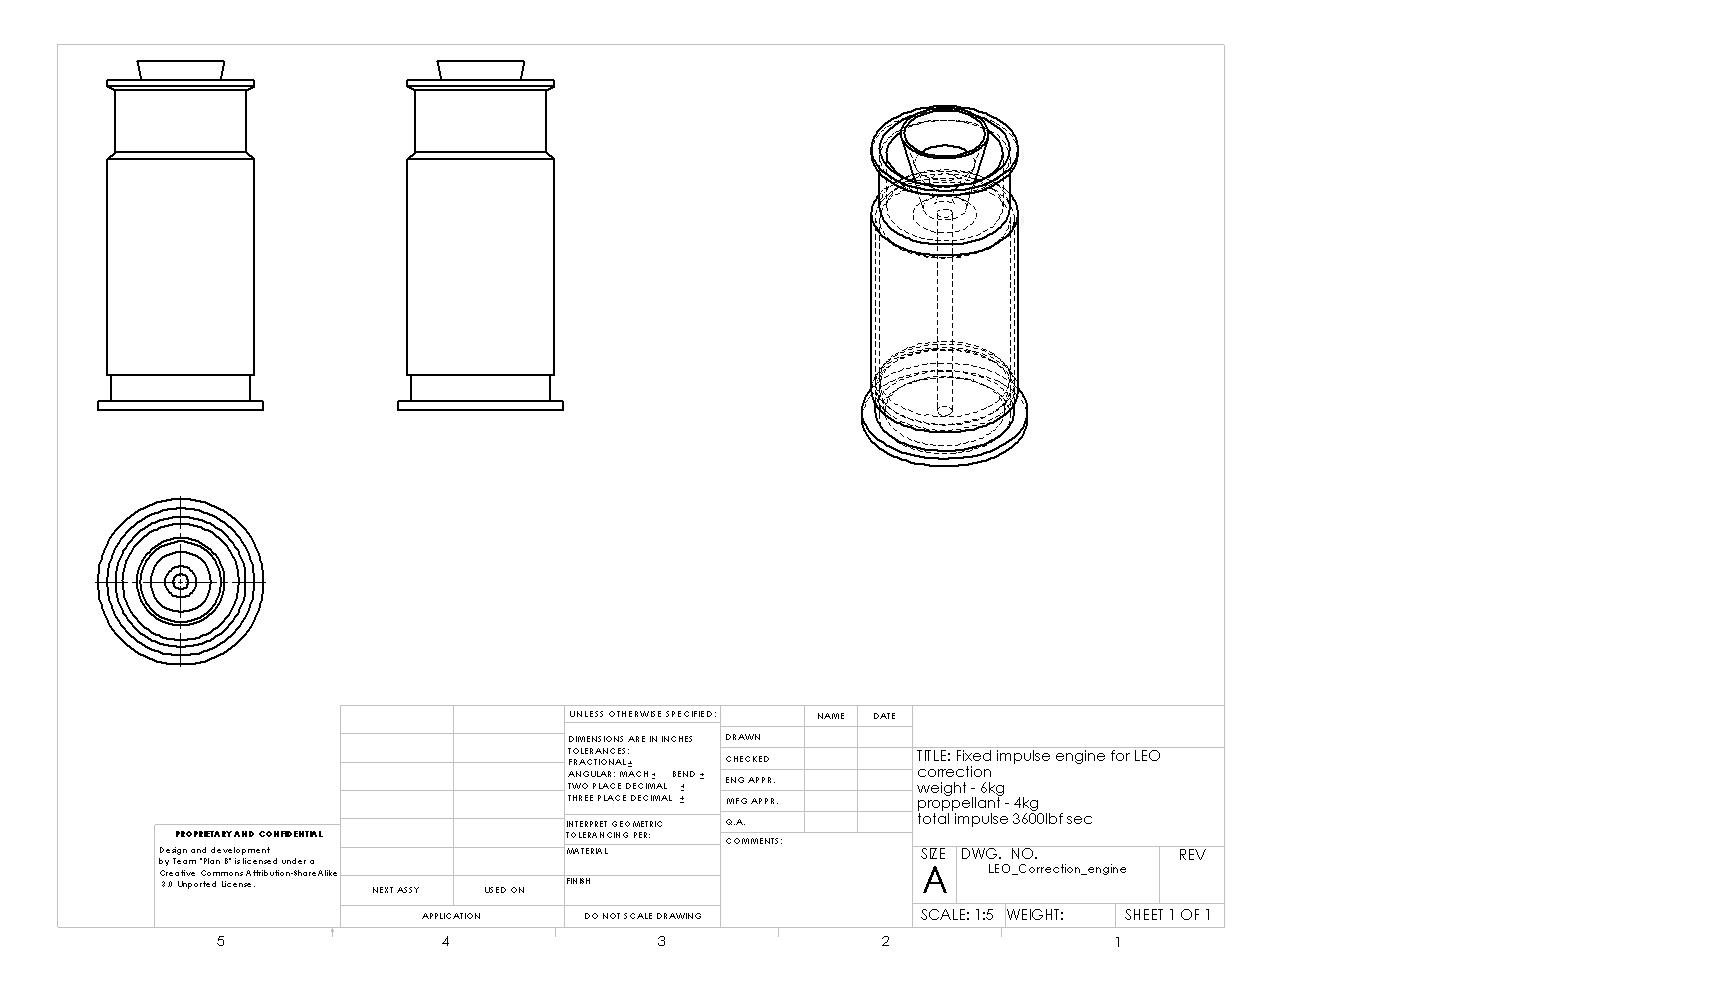 UNLESS OTHERWISE SPECIFIED:
DIMENSIONS ARE IN INCHES
TOLERANCES:
FRACTIONAL ±
ANGULAR: MACH ± BEND ±
TWO PLACE DECIMAL ±
THREE PLACE DECIMAL ±
INTERPRET GEOMETRIC
TOLERANCING PER:
MATERIAL
FINISH
DO NOT SCALE DRAWING
NAME DATE
DRAWN
CHECKED
ENG APPR.
MFG APPR.
Q.A.
COMMENTS:
TITLE: Fixed impulse engine for LEO
correction
weight - 6kg
proppellant - 4kg
total impulse 3600lbf sec
SIZE DWG. NO. REV
A LEO_Correction_engine
SCALE: 1:5 WEIGHT: SHEET 1 OF 1
PROPRIETARY AND CONFIDENTIAL
Design and development
by Team "Plan B" is licensed under a
Creative Commons Attribution-ShareAlike
3.0 Unported License.
NEXT ASSY USED ON
APPLICATION
5 4 3 2 1